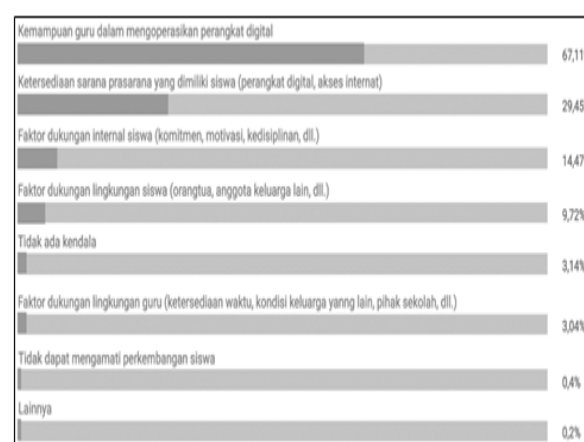 Kemampuan guru dalam mengoperasikan perangkat digital
67,11
Ketersediaan sarana prasarana yang dimiliki siswa (perangkat digital, akses internat)
29,45
Faktor dukungan internal siswa (komitmen, motivasi, kedisiplinan, dll.)
14,47
Faktor dukungan lingkungan siswa (orangtua, anggota keluarga lain, dll.)
9,72%
Tidak ada kendala
3,14%
Faktor dukungan lingkungan guru (ketersediaan waktu, kondisi keluarga yanng lain, pihak sekolah, dll.)
3,04%
Tidak dapat mengamati perkembangan siswa
0,4%
Lainnya
0,2%